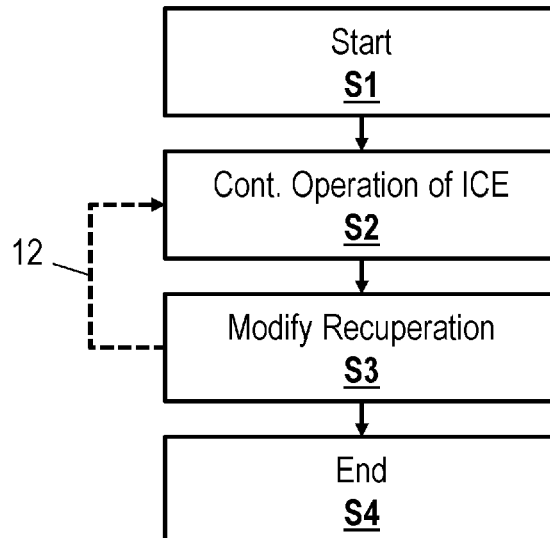 Start
S1
Cont. Operation of ICE
S2
12
Modify Recuperation
S3
End
S4